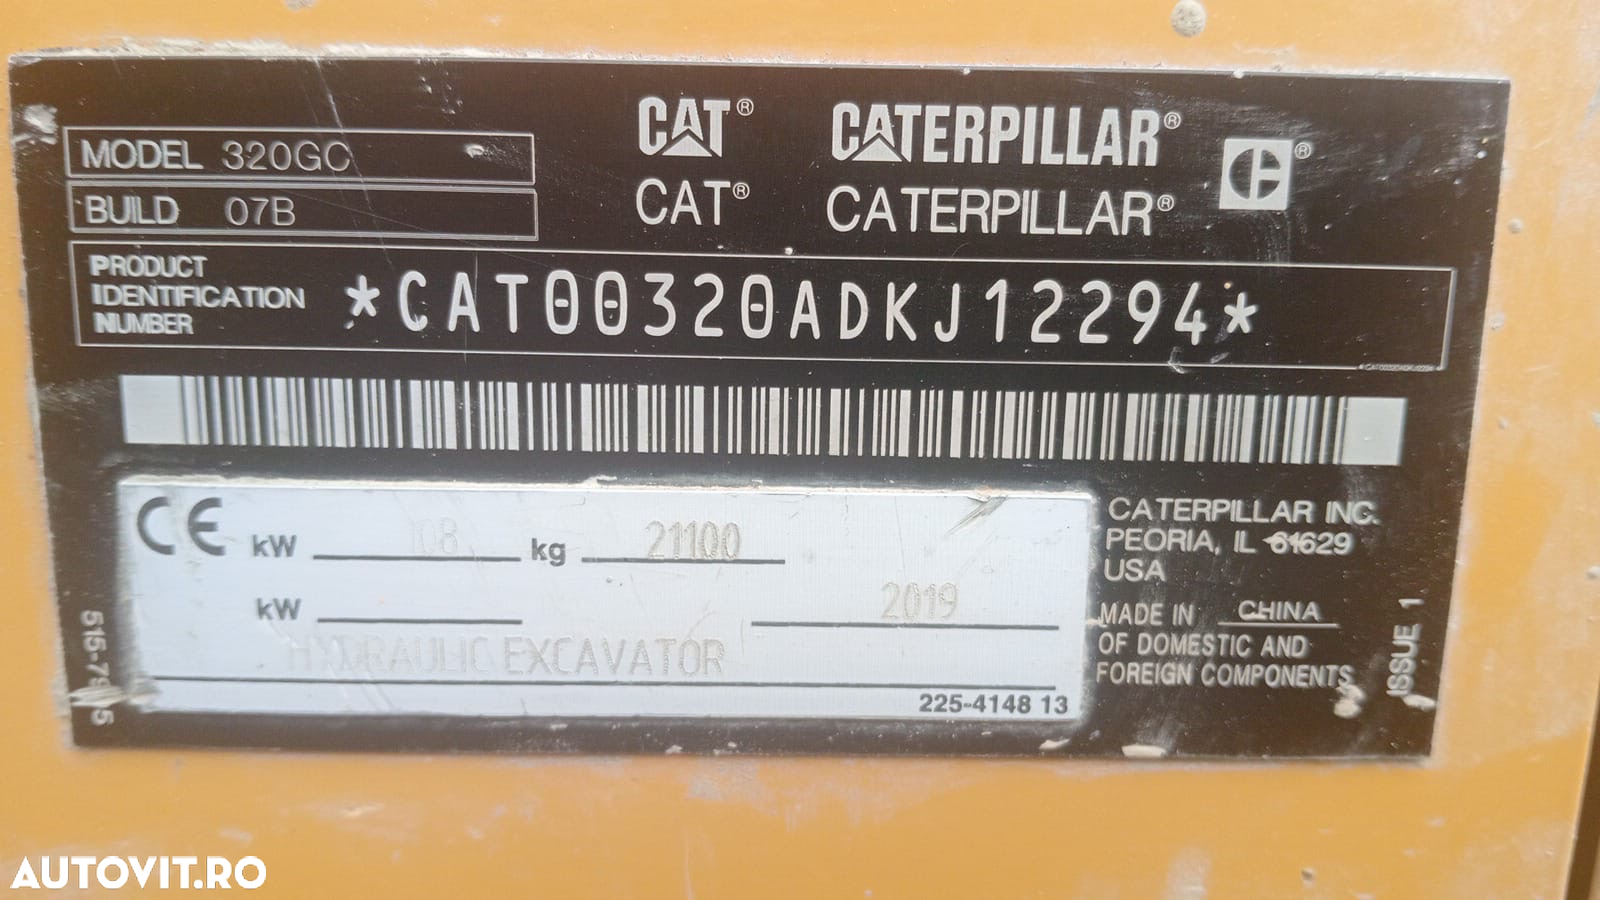 MODEL 320GC
BUILD 07B
CAT® CATERPILLAR® ®
CAT® CATERPILLAR®
PRODUCT
IDENTIFICATION
NUMBER
*CAT00320ADKJ12294*
CE kW 108 kg 21100
kW 2019
HYDRAULIC EXCAVATOR
225-4148 13
CATERPILLAR INC.
PEORIA, IL 61629
USA
MADE IN CHINA
OF DOMESTIC AND
FOREIGN COMPONENTS
ISSUE 1
AUTOVIT.RO